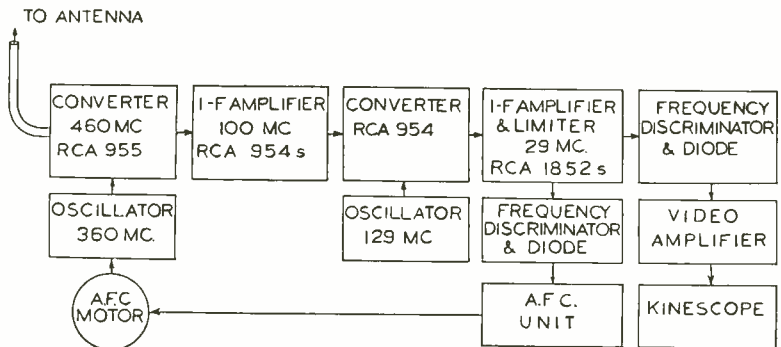 TO ANTENNA
CONVERTER
460 MC
RCA 955
I-F AMPLIFIER
100 MC
RCA 954s
CONVERTER
RCA 954
I-F AMPLIFIER
& LIMITER
29 MC.
RCA 1852s
FREQUENCY
DISCRIMINATOR
& DIODE
OSCILLATOR
360 MC.
OSCILLATOR
129 MC
FREQUENCY
DISCRIMINATOR
& DIODE
VIDEO
AMPLIFIER
A.F.C
MOTOR
A.F.C.
UNIT
KINESCOPE